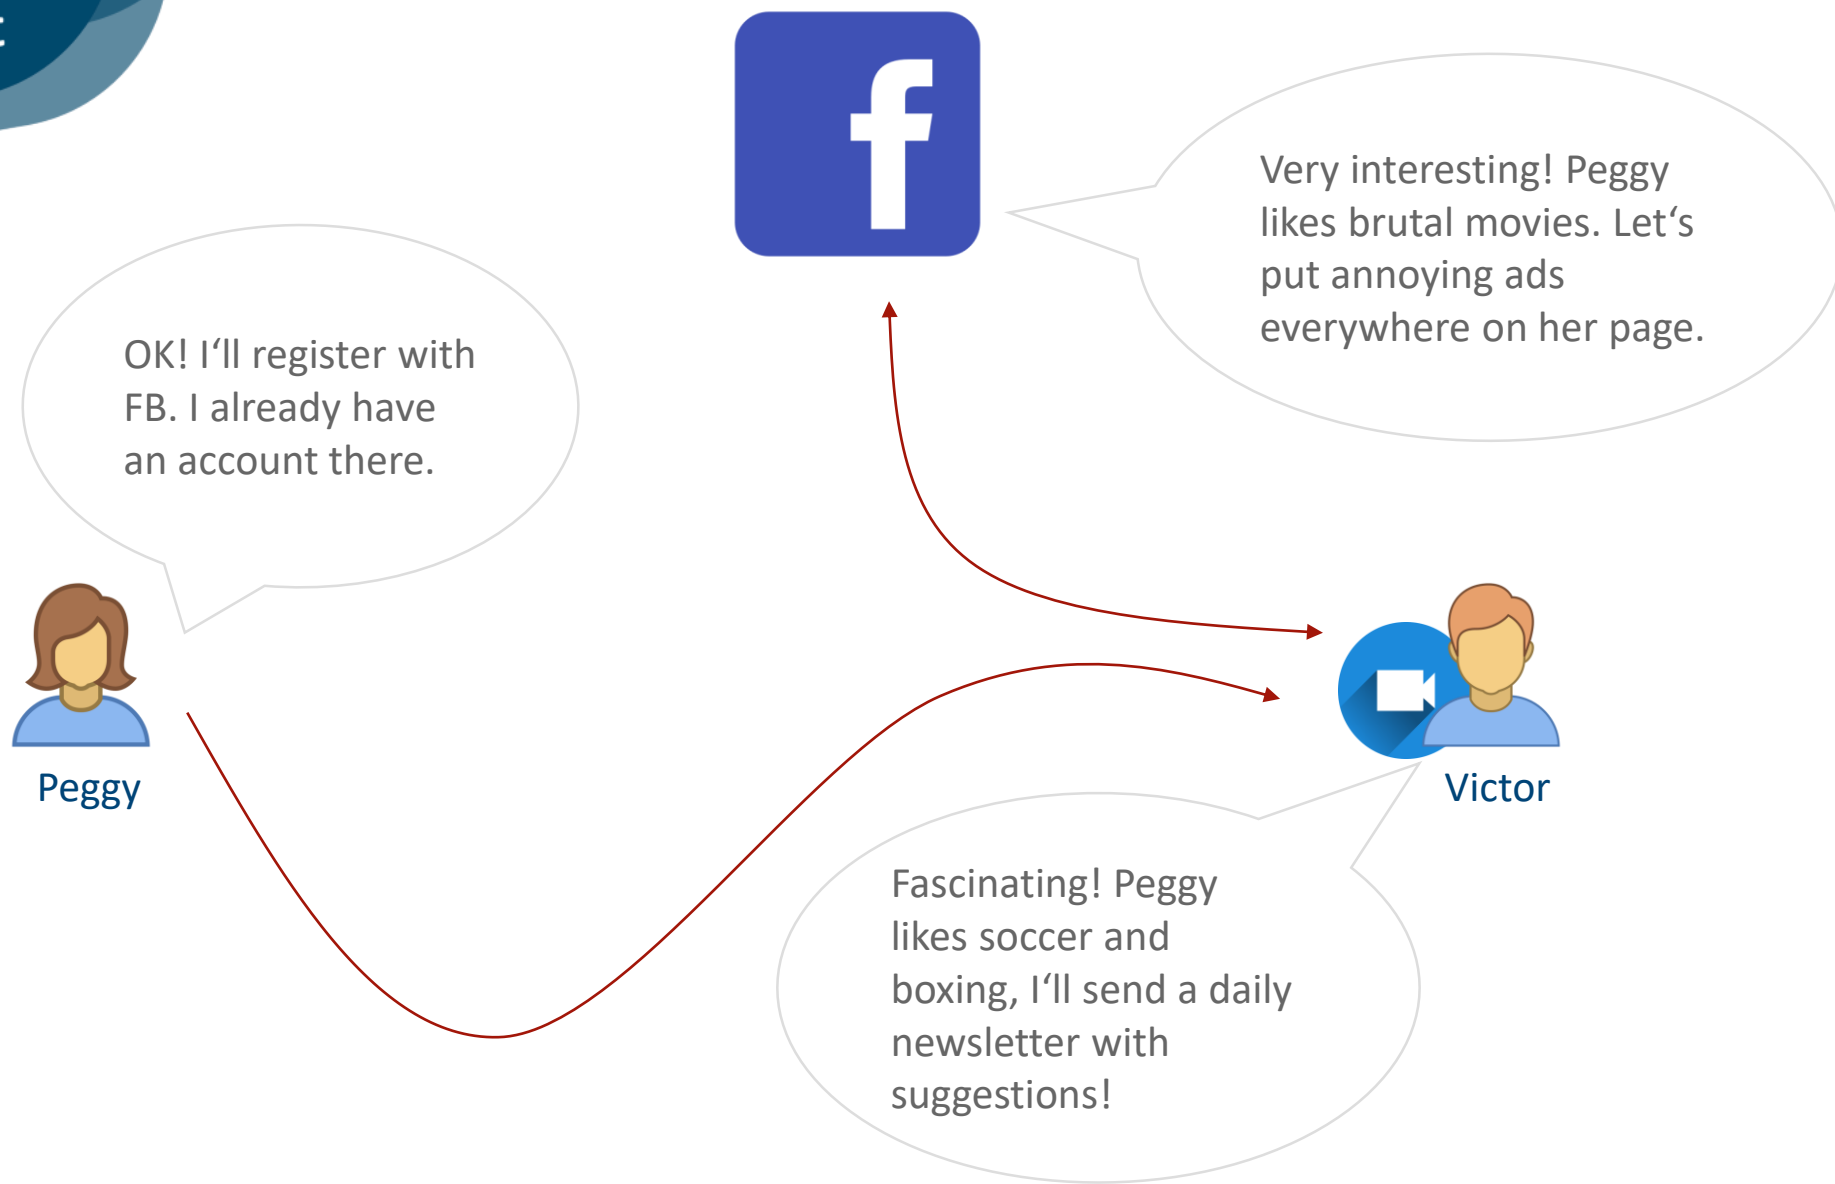 f
Very interesting! Peggy
likes brutal movies. Let‘s
put annoying ads
everywhere on her page.
OK! I‘ll register with
FB. I already have
an account there.
Peggy
Victor
Fascinating! Peggy
likes soccer and
boxing, I‘ll send a daily
newsletter with
suggestions!